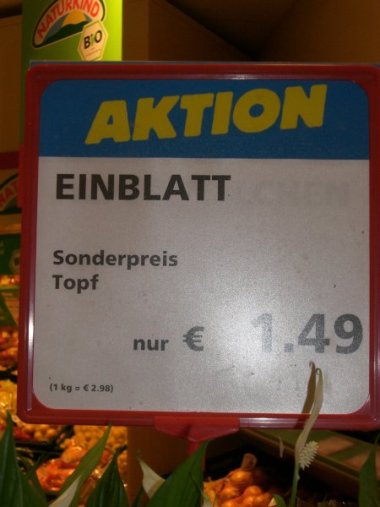 NATURKIND
BIO
AKTION
EINBLATT
Sonderpreis
Topf
nur € 1.49
(1 kg = € 2.98)